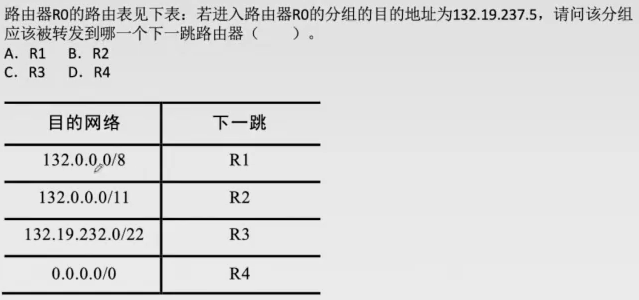 路由器R0的路由表见下表：若进入路由器R0的分组的目的地址为132.19.237.5，请问该分组
应该被转发到哪一个下一跳路由器（ ）。
A. R1 B. R2
C. R3 D. R4
目的网络 下一跳
132.0.0.0/8 R1
132.0.0.0/11 R2
132.19.232.0/22 R3
0.0.0.0/0 R4